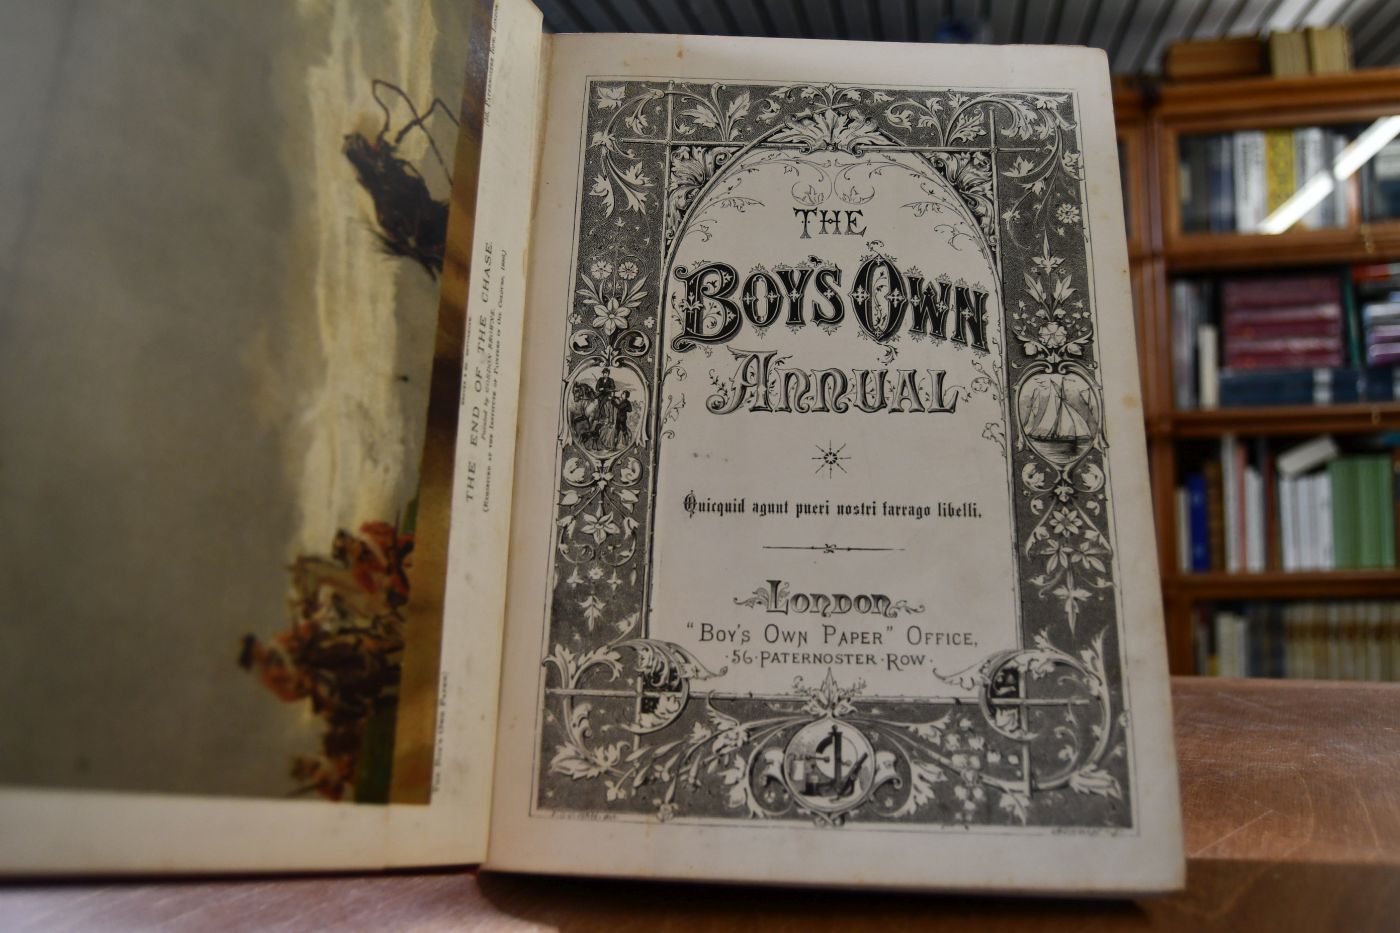 THE END OF THE CHASE.
THE
BOY'S OWN
ANNUAL
Quicquid agunt pueri nostri farrago libelli.
LONDON
"BOY'S OWN PAPER" OFFICE,
·56·PATERNOSTER·ROW·